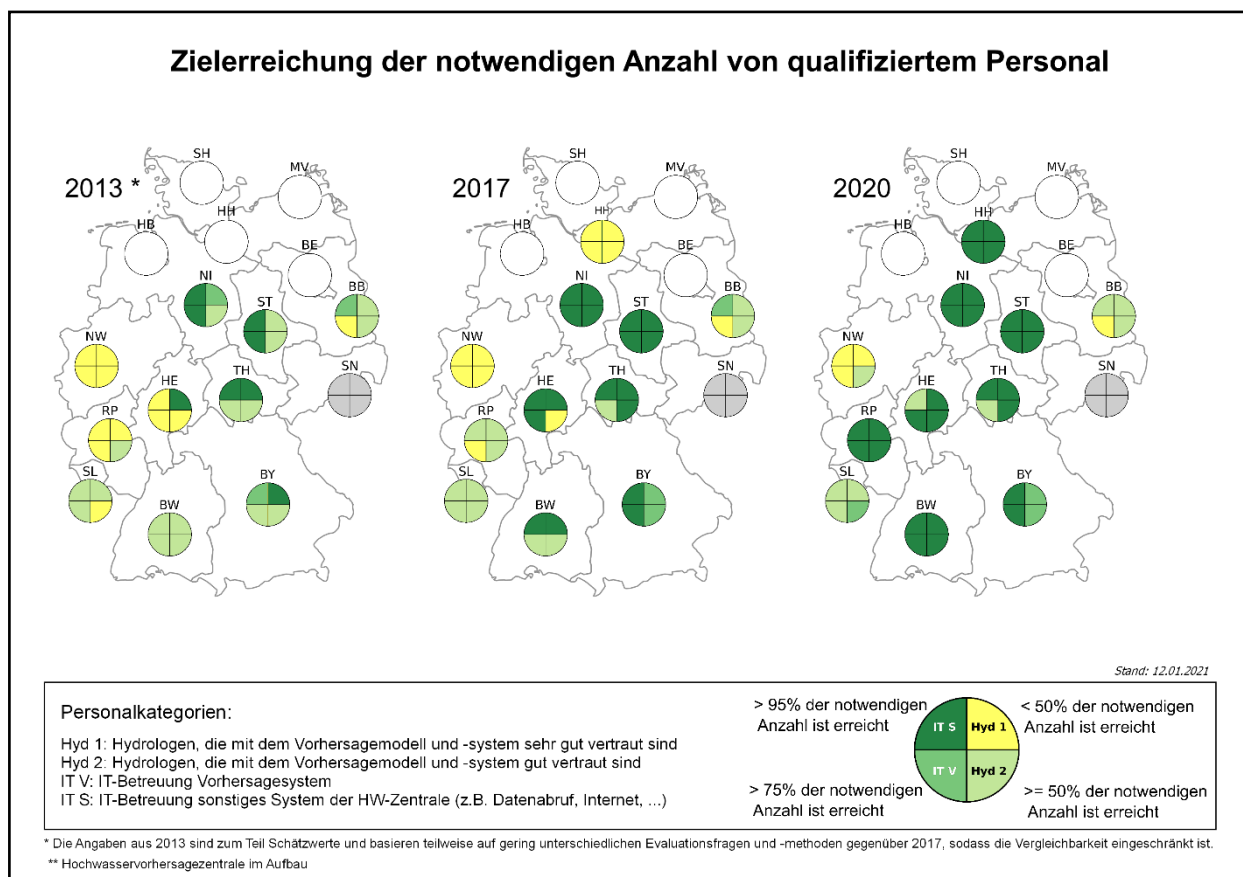 Zielerreichung der notwendigen Anzahl von qualifiziertem Personal
2013 *
SH
MV
HH
HB
BE
NI
ST
BB
NW
HE
TH
SN
RP
SL
BW
BY
2017
SH
MV
HH
HB
BE
NI
ST
BB
NW
HE
TH
SN
RP
SL
BW
BY
2020
SH
MV
HH
HB
BE
NI
ST
BB
NW
HE
TH
SN
RP
SL
BW
BY
Stand: 12.01.2021
Personalkategorien:
Hyd 1: Hydrologen, die mit dem Vorhersagemodell und -system sehr gut vertraut sind
Hyd 2: Hydrologen, die mit dem Vorhersagemodell und -system gut vertraut sind
IT V: IT-Betreuung Vorhersagesystem
IT S: IT-Betreuung sonstiges System der HW-Zentrale (z.B. Datenabruf, Internet, ...)
> 95% der notwendigen
Anzahl ist erreicht
> 75% der notwendigen
Anzahl ist erreicht
IT S
Hyd 1
IT V
Hyd 2
< 50% der notwendigen
Anzahl ist erreicht
>= 50% der notwendigen
Anzahl ist erreicht
* Die Angaben aus 2013 sind zum Teil Schätzwerte und basieren teilweise auf gering unterschiedlichen Evaluationsfragen und -methoden gegenüber 2017, sodass die Vergleichbarkeit eingeschränkt ist.
** Hochwasservorhersagezentrale im Aufbau